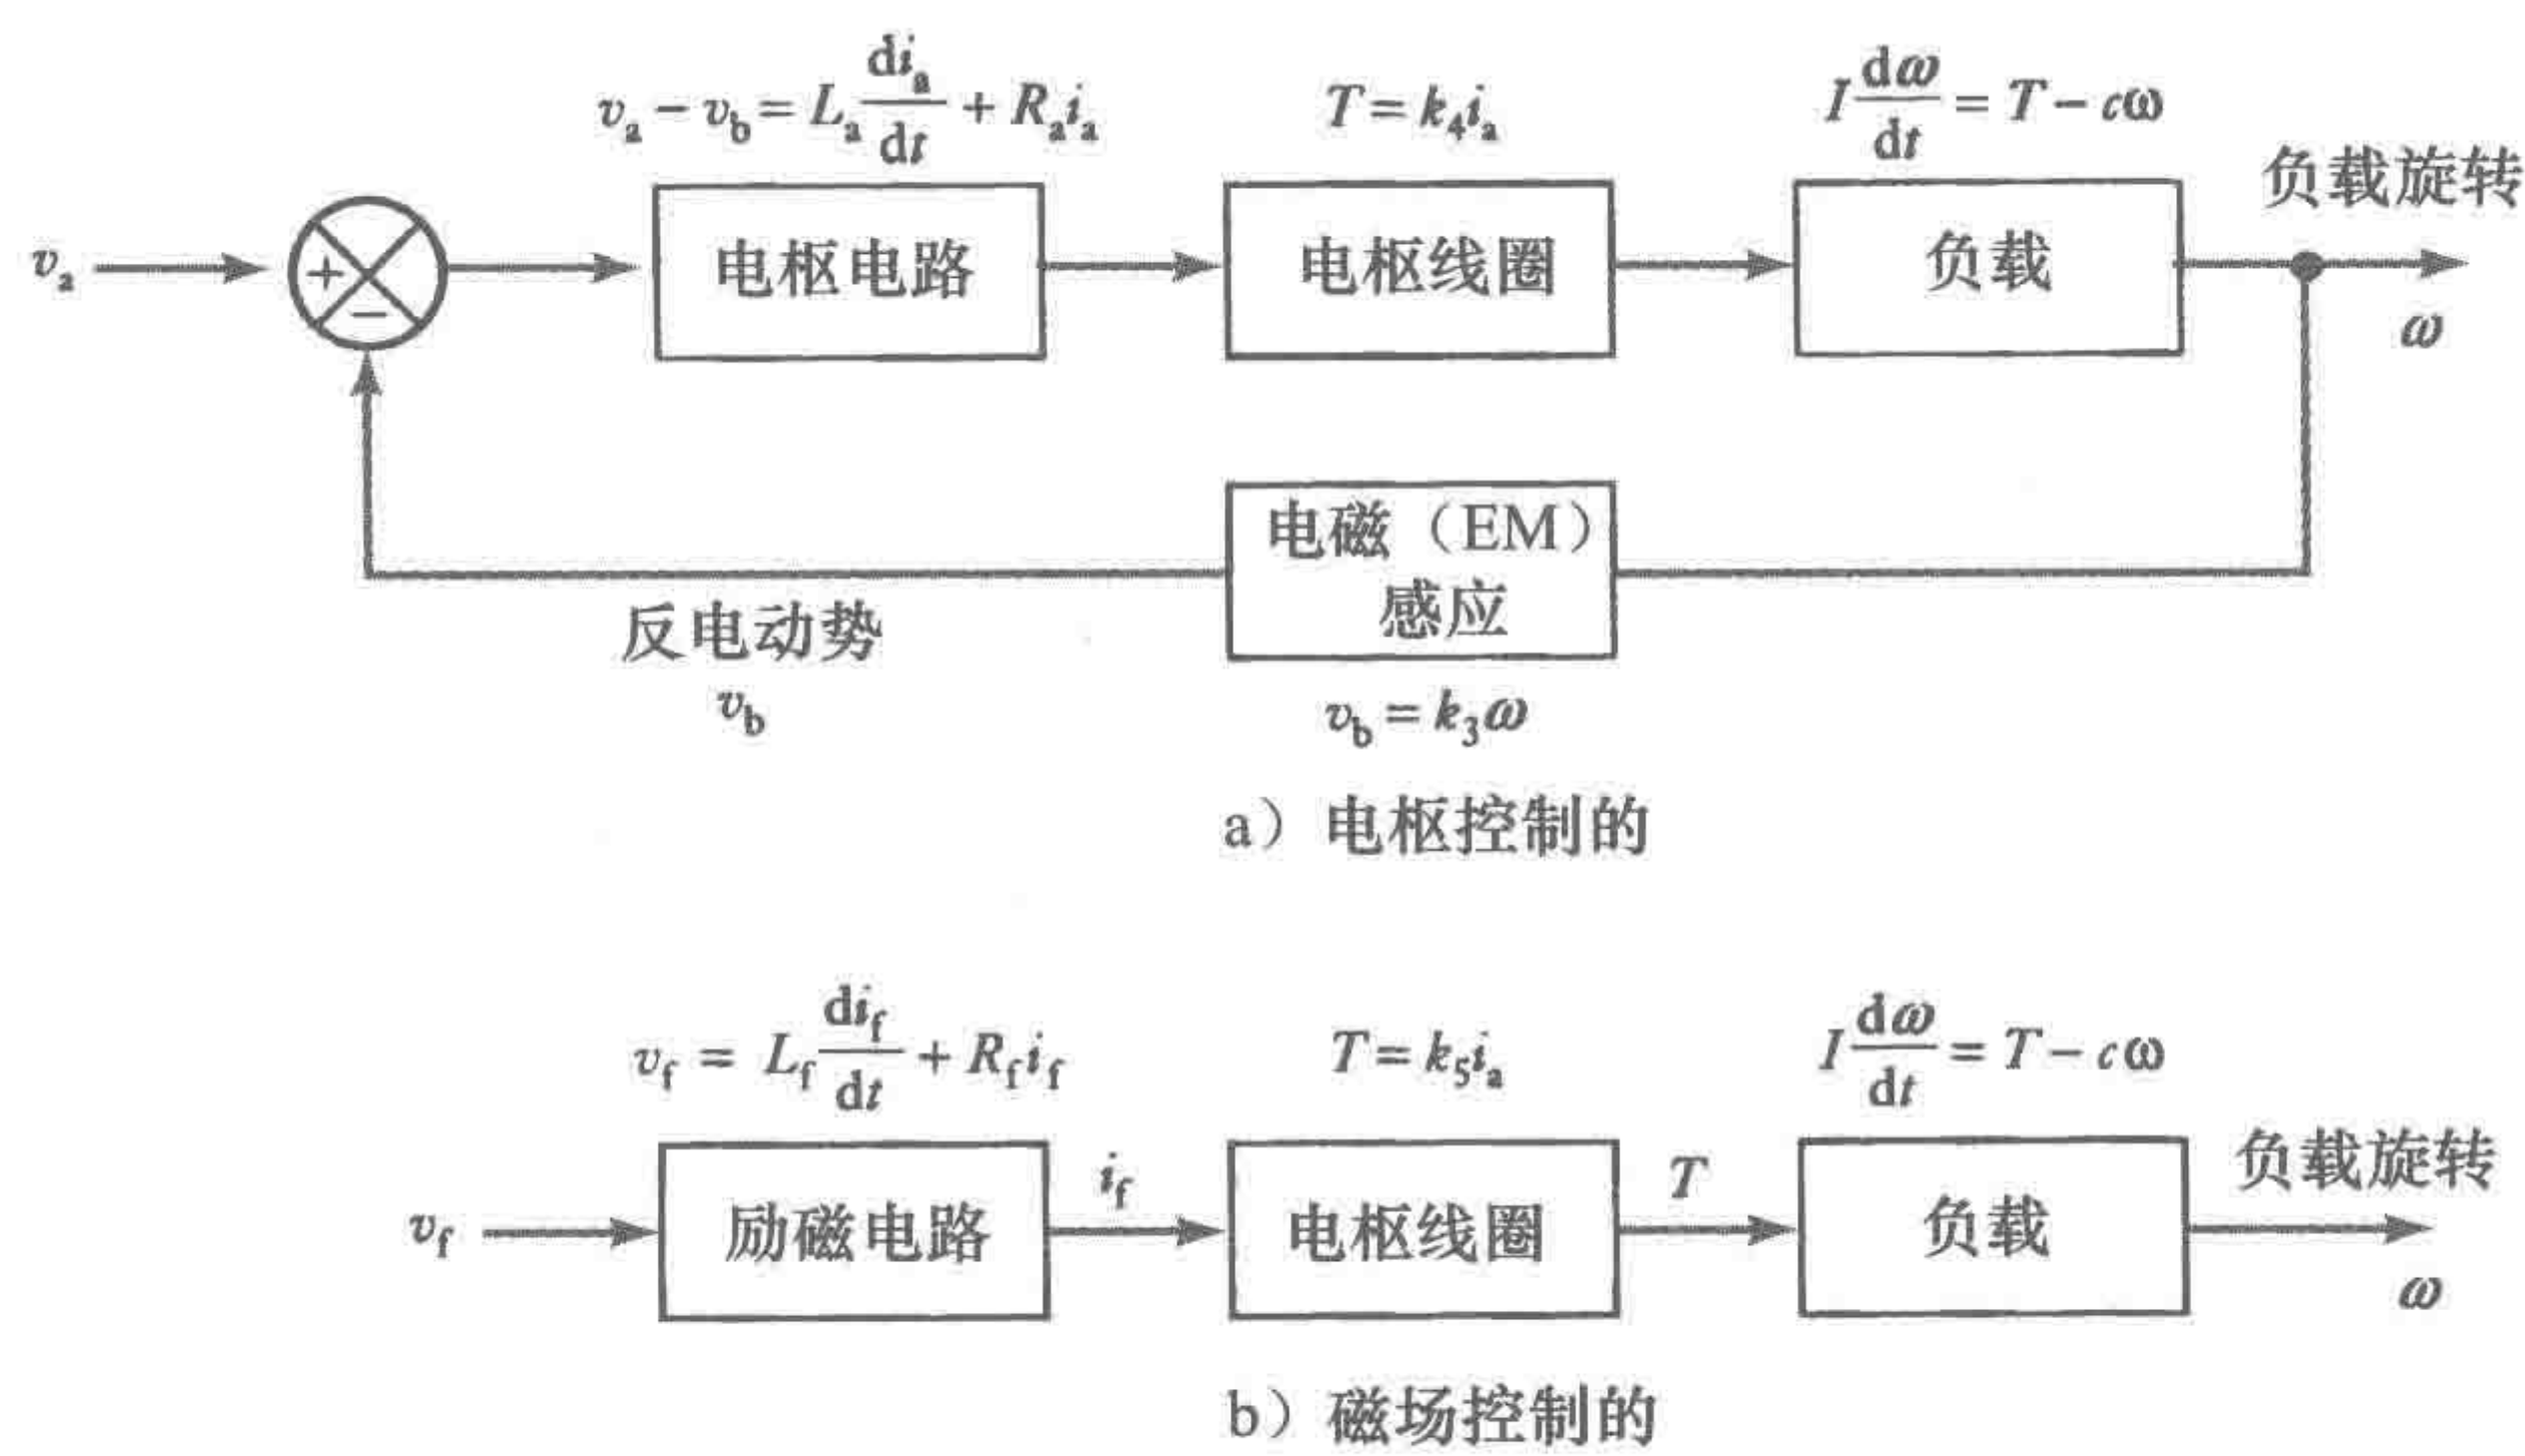 v_a - v_b = L_a di_a/dt + R_a i_a
T = k_4 i_a
I dω/dt = T - cω
负载旋转
v_a
+
−
电枢电路
电枢线圈
负载
ω
电磁（EM）
感应
反电动势
v_b
v_b = k_3 ω
a）电枢控制的
v_f = L_f di_f/dt + R_f i_f
T = k_5 i_a
I dω/dt = T - cω
负载旋转
v_f
励磁电路
i_f
电枢线圈
T
负载
ω
b）磁场控制的